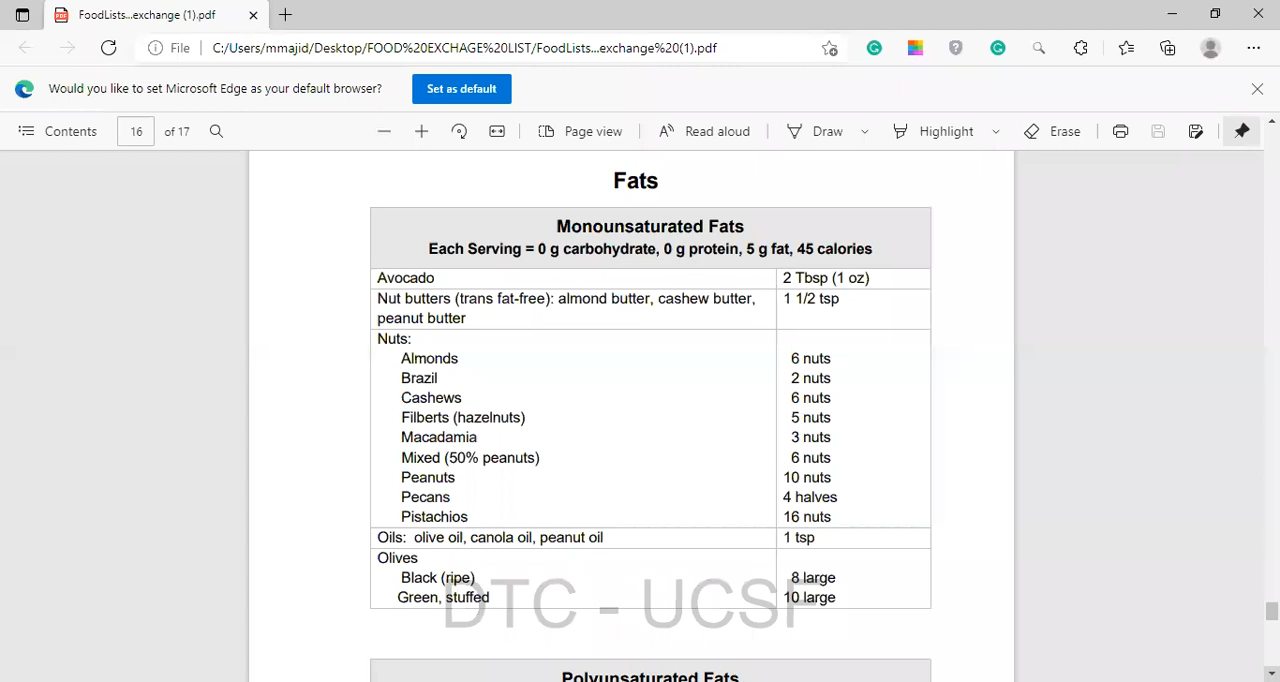 FoodLists...exchange (1).pdf
File
C:/Users/mmajid/Desktop/FOOD%20EXCHAGE%20LIST/FoodLists...exchange%20(1).pdf
Would you like to set Microsoft Edge as your default browser?
Set as default
Contents
16
of 17
Page view
Read aloud
Draw
Highlight
Erase
Fats
Monounsaturated Fats
Each Serving = 0 g carbohydrate, 0 g protein, 5 g fat, 45 calories
Avocado 2 Tbsp (1 oz)
Nut butters (trans fat-free): almond butter, cashew butter, 1 1/2 tsp
peanut butter
Nuts:
Almonds 6 nuts
Brazil 2 nuts
Cashews 6 nuts
Filberts (hazelnuts) 5 nuts
Macadamia 3 nuts
Mixed (50% peanuts) 6 nuts
Peanuts 10 nuts
Pecans 4 halves
Pistachios 16 nuts
Oils: olive oil, canola oil, peanut oil 1 tsp
Olives
Black (ripe) 8 large
Green, stuffed 10 large
DTC - UCSF
Polyunsaturated Fats